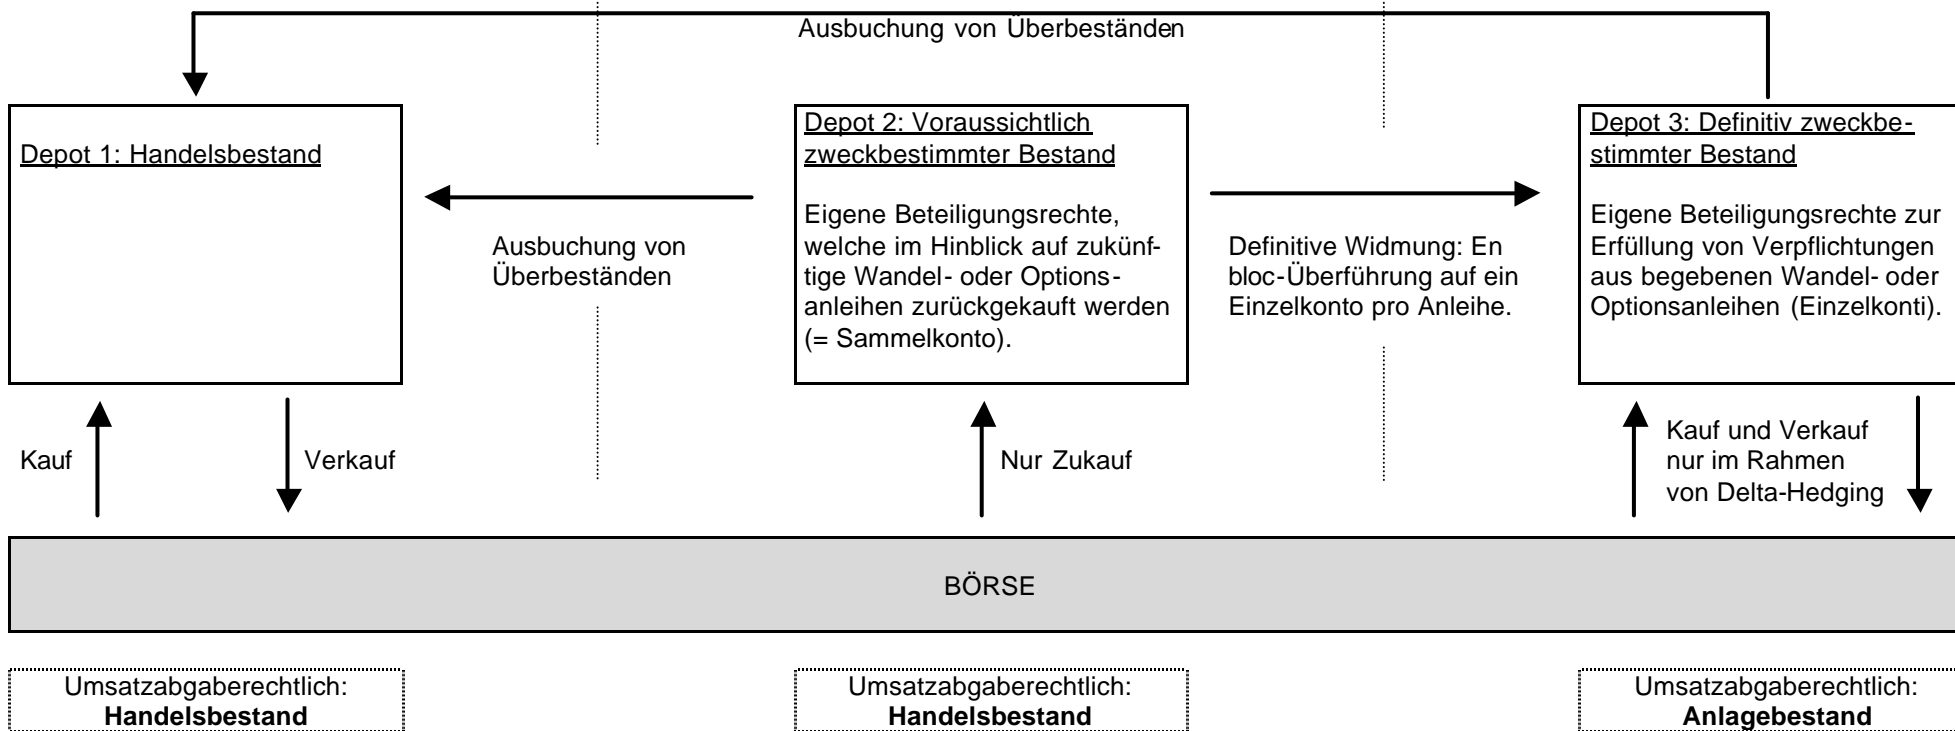 Ausbuchung von Überbeständen
Depot 1: Handelsbestand
Ausbuchung von
Überbeständen
Depot 2: Voraussichtlich
zweckbestimmter Bestand
Eigene Beteiligungsrechte,
welche im Hinblick auf zukünf-
tige Wandel- oder Options-
anleihen zurückgekauft werden
(= Sammelkonto).
Definitive Widmung: En
bloc-Überführung auf ein
Einzelkonto pro Anleihe.
Depot 3: Definitiv zweckbe-
stimmter Bestand
Eigene Beteiligungsrechte zur
Erfüllung von Verpflichtungen
aus begebenen Wandel- oder
Optionsanleihen (Einzelkonti).
Kauf
Verkauf
Nur Zukauf
Kauf und Verkauf
nur im Rahmen
von Delta-Hedging
BÖRSE
Umsatzabgaberechtlich:
Handelsbestand
Umsatzabgaberechtlich:
Handelsbestand
Umsatzabgaberechtlich:
Anlagebestand